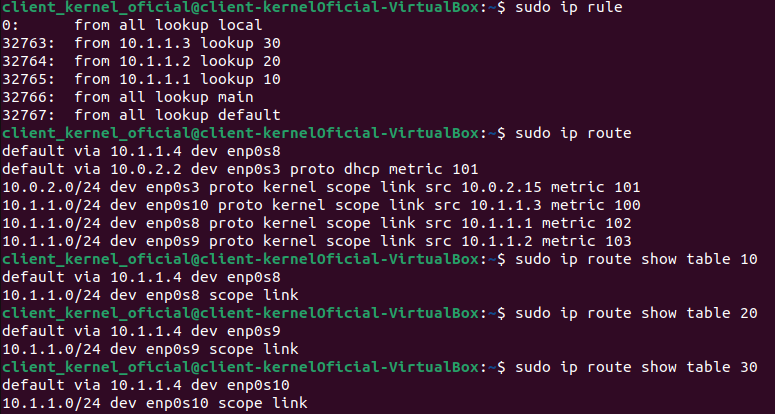 client_kernel_oficial@client-kernelOficial-VirtualBox:~$ sudo ip rule
0:      from all lookup local
32763:  from 10.1.1.3 lookup 30
32764:  from 10.1.1.2 lookup 20
32765:  from 10.1.1.1 lookup 10
32766:  from all lookup main
32767:  from all lookup default
client_kernel_oficial@client-kernelOficial-VirtualBox:~$ sudo ip route
default via 10.1.1.4 dev enp0s8
default via 10.0.2.2 dev enp0s3 proto dhcp metric 101
10.0.2.0/24 dev enp0s3 proto kernel scope link src 10.0.2.15 metric 101
10.1.1.0/24 dev enp0s10 proto kernel scope link src 10.1.1.3 metric 100
10.1.1.0/24 dev enp0s8 proto kernel scope link src 10.1.1.1 metric 102
10.1.1.0/24 dev enp0s9 proto kernel scope link src 10.1.1.2 metric 103
client_kernel_oficial@client-kernelOficial-VirtualBox:~$ sudo ip route show table 10
default via 10.1.1.4 dev enp0s8
10.1.1.0/24 dev enp0s8 scope link
client_kernel_oficial@client-kernelOficial-VirtualBox:~$ sudo ip route show table 20
default via 10.1.1.4 dev enp0s9
10.1.1.0/24 dev enp0s9 scope link
client_kernel_oficial@client-kernelOficial-VirtualBox:~$ sudo ip route show table 30
default via 10.1.1.4 dev enp0s10
10.1.1.0/24 dev enp0s10 scope link